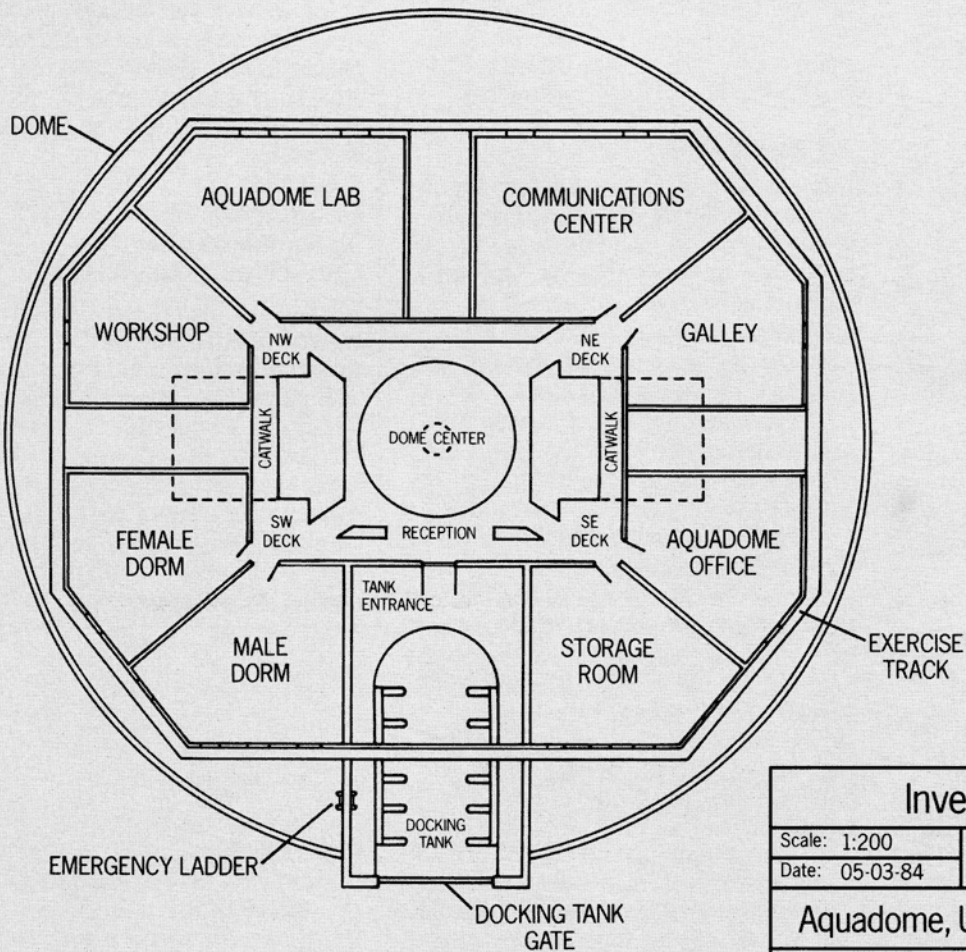 DOME
AQUADOME LAB
COMMUNICATIONS
CENTER
WORKSHOP
NW
DECK
NE
DECK
GALLEY
CATWALK
DOME CENTER
CATWALK
FEMALE
DORM
SW
DECK
RECEPTION
SE
DECK
AQUADOME
OFFICE
TANK
ENTRANCE
MALE
DORM
STORAGE
ROOM
EXERCISE
TRACK
DOCKING
TANK
EMERGENCY LADDER
DOCKING TANK
GATE
Inve
Scale: 1:200
Date: 05-03-84
Aquadome, U